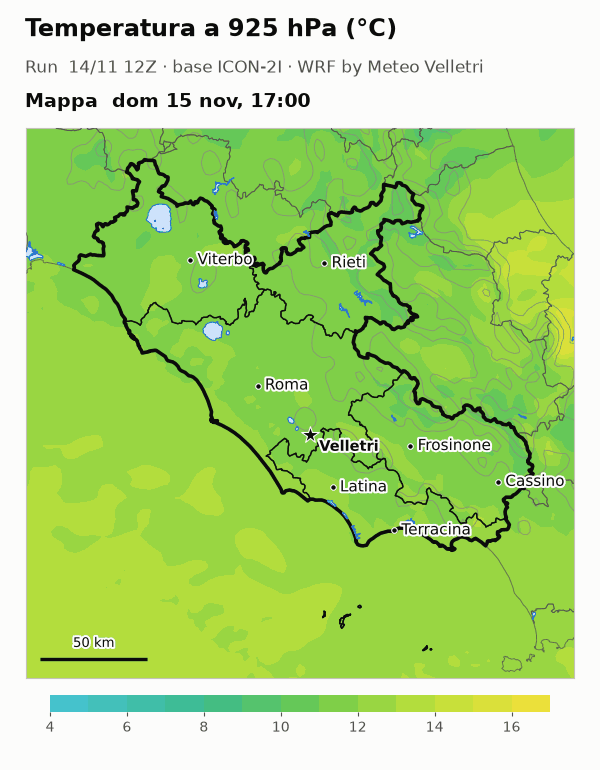 Temperatura a 925 hPa (°C)
Run  14/11 12Z · base ICON-2I · WRF by Meteo Velletri
Mappa  dom 15 nov, 17:00
Viterbo
Rieti
Roma
Velletri
Frosinone
Latina
Cassino
Terracina
50 km
4 6 8 10 12 14 16